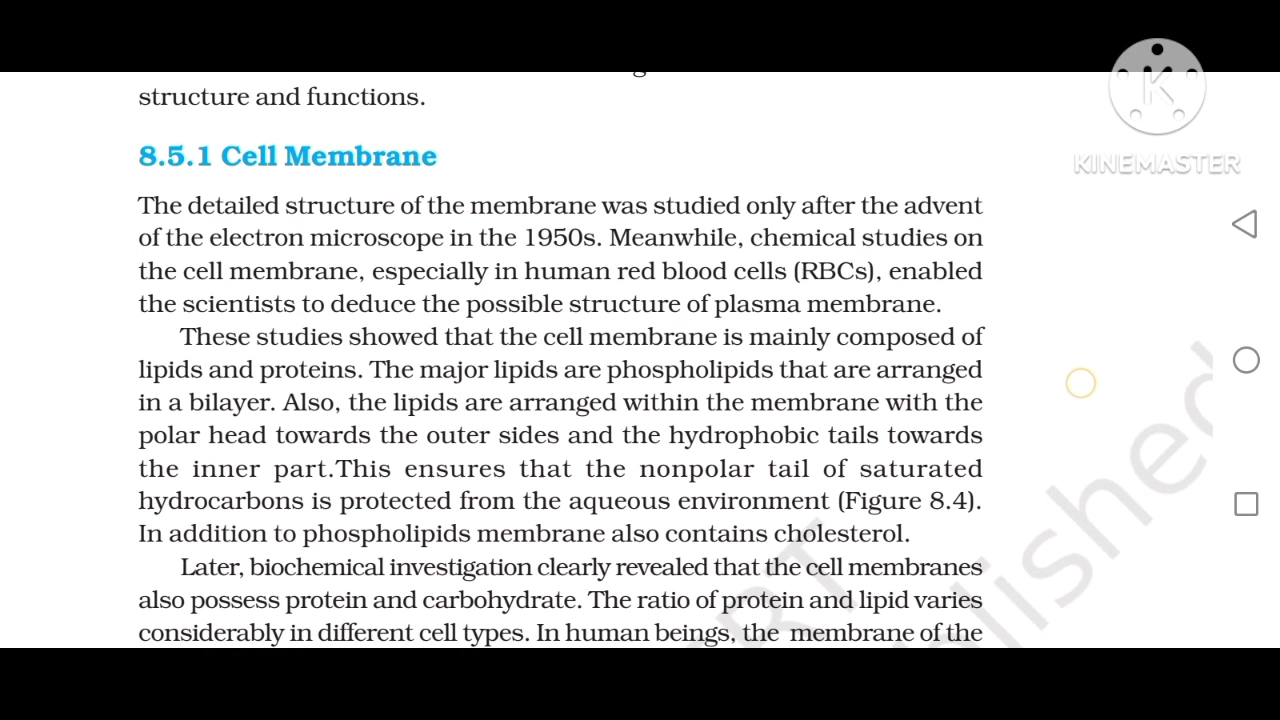 structure and functions.
8.5.1 Cell Membrane
The detailed structure of the membrane was studied only after the advent
of the electron microscope in the 1950s. Meanwhile, chemical studies on
the cell membrane, especially in human red blood cells (RBCs), enabled
the scientists to deduce the possible structure of plasma membrane.
These studies showed that the cell membrane is mainly composed of
lipids and proteins. The major lipids are phospholipids that are arranged
in a bilayer. Also, the lipids are arranged within the membrane with the
polar head towards the outer sides and the hydrophobic tails towards
the inner part.This ensures that the nonpolar tail of saturated
hydrocarbons is protected from the aqueous environment (Figure 8.4).
In addition to phospholipids membrane also contains cholesterol.
Later, biochemical investigation clearly revealed that the cell membranes
also possess protein and carbohydrate. The ratio of protein and lipid varies
considerably in different cell types. In human beings, the membrane of the
K
KINEMASTER